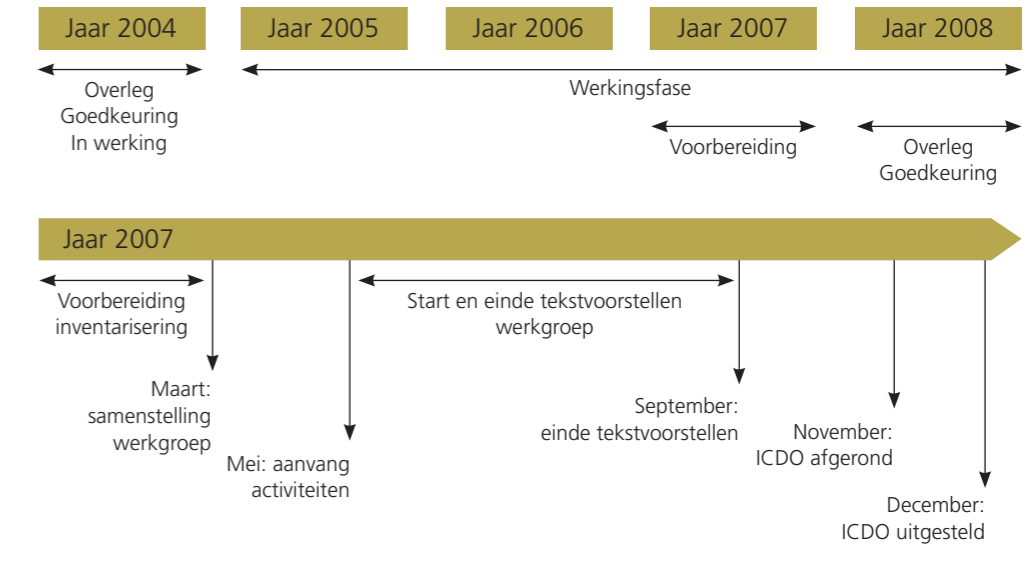 Jaar 2004
Jaar 2005
Jaar 2006
Jaar 2007
Jaar 2008
Overleg
Goedkeuring
In werking
Werkingsfase
Voorbereiding
Overleg
Goedkeuring
Jaar 2007
Voorbereiding
inventarisering
Start en einde tekstvoorstellen
werkgroep
Maart:
samenstelling
werkgroep
Mei: aanvang
activiteiten
September:
einde tekstvoorstellen
November:
ICDO afgerond
December:
ICDO uitgesteld